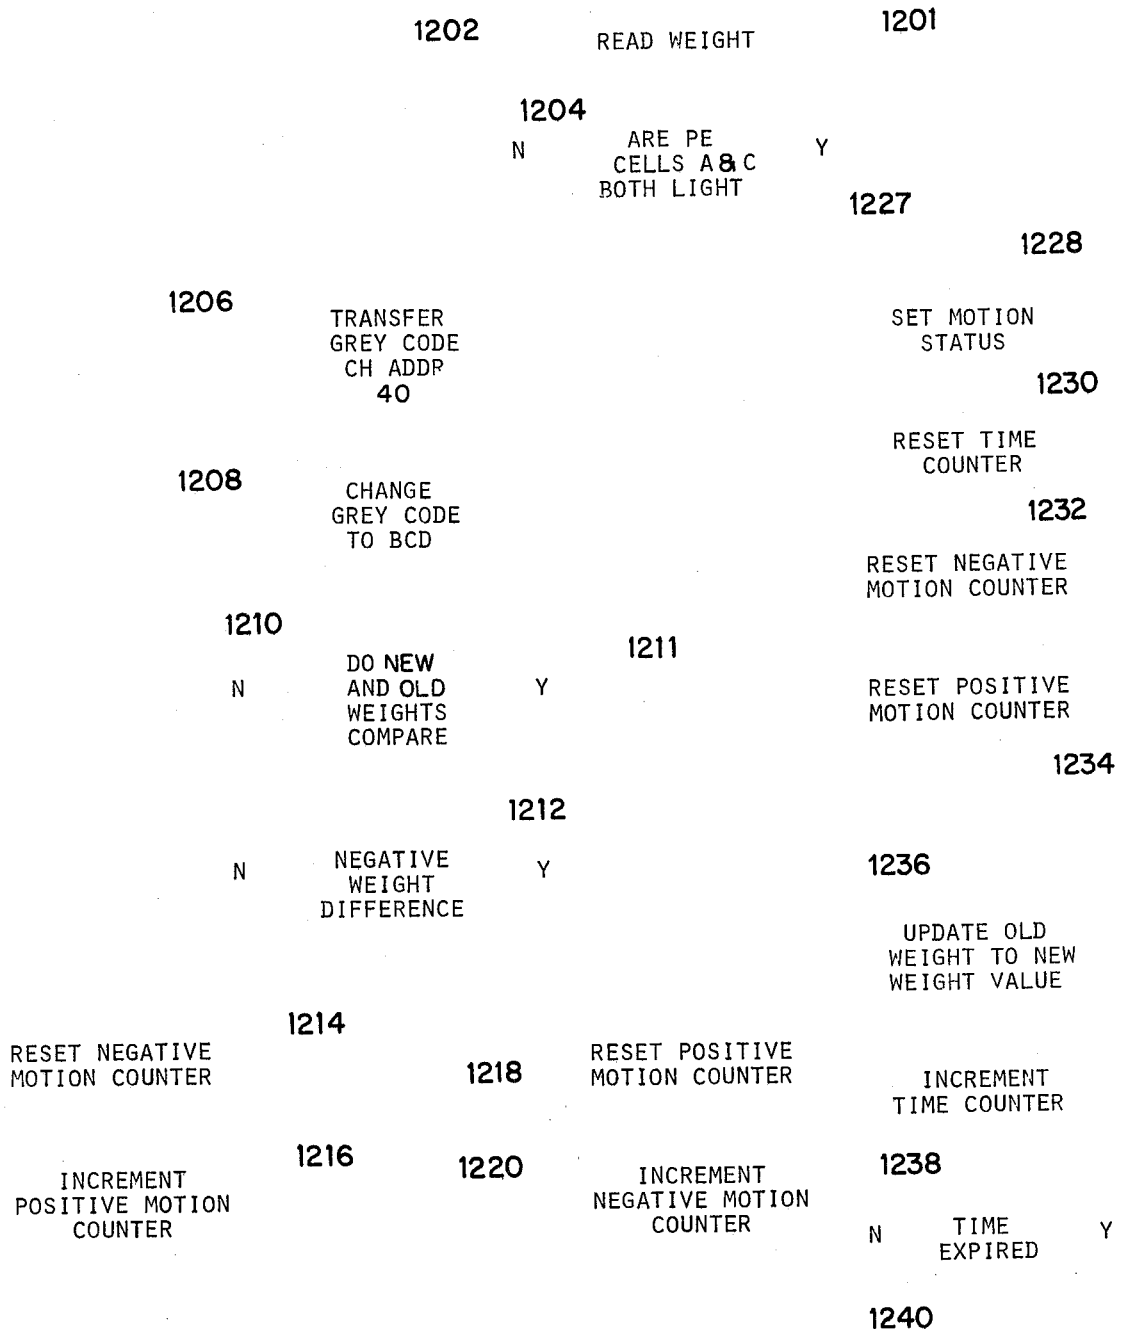 1202
READ WEIGHT
1201
1204
N
ARE PE
CELLS A & C
BOTH LIGHT
Y
1227
1228
1206
TRANSFER
GREY CODE
CH ADDR
40
SET MOTION
STATUS
1230
RESET TIME
COUNTER
1208
CHANGE
GREY CODE
TO BCD
1232
RESET NEGATIVE
MOTION COUNTER
1210
N
DO NEW
AND OLD
WEIGHTS
COMPARE
Y
1211
RESET POSITIVE
MOTION COUNTER
1234
1212
N
NEGATIVE
WEIGHT
DIFFERENCE
Y
1236
UPDATE OLD
WEIGHT TO NEW
WEIGHT VALUE
1214
RESET NEGATIVE
MOTION COUNTER
1218
RESET POSITIVE
MOTION COUNTER
INCREMENT
TIME COUNTER
1216
INCREMENT
POSITIVE MOTION
COUNTER
1220
INCREMENT
NEGATIVE MOTION
COUNTER
1238
N
TIME
EXPIRED
Y
1240